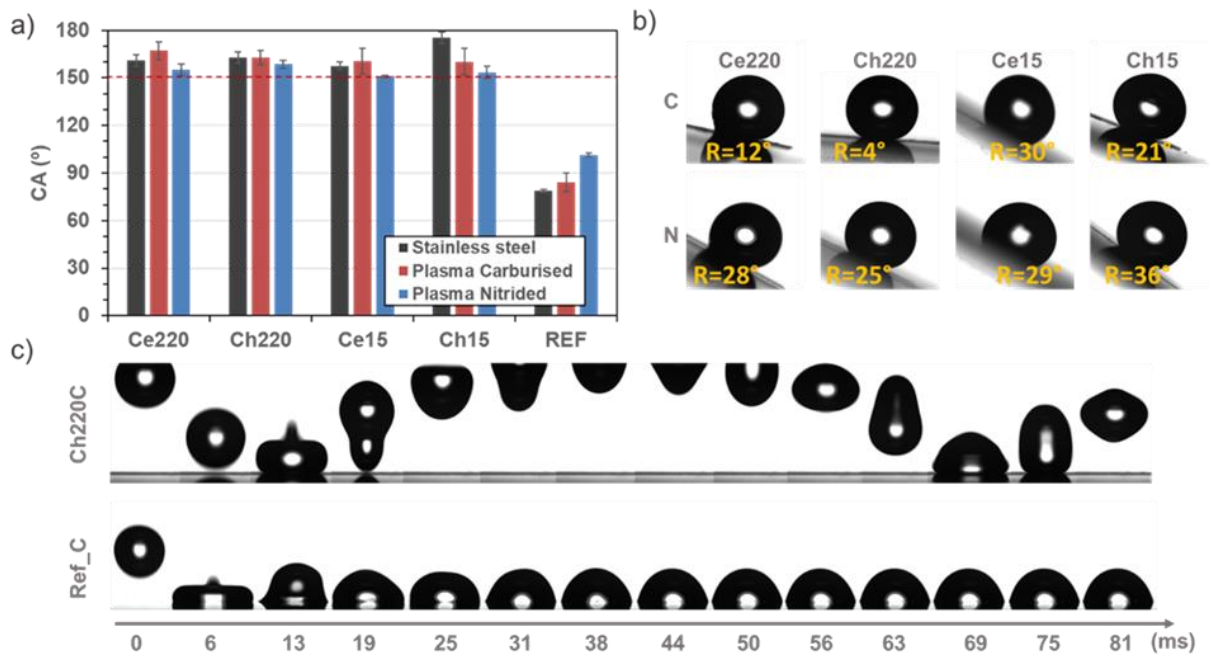 a)
CA (°)
180
150
120
90
60
30
0
Stainless steel
Plasma Carburised
Plasma Nitrided
Ce220 Ch220 Ce15 Ch15 REF
b)
Ce220 Ch220 Ce15 Ch15
C
R=12° R=4° R=30° R=21°
N
R=28° R=25° R=29° R=36°
c)
Ch220C
Ref_C
0 6 13 19 25 31 38 44 50 56 63 69 75 81 (ms)